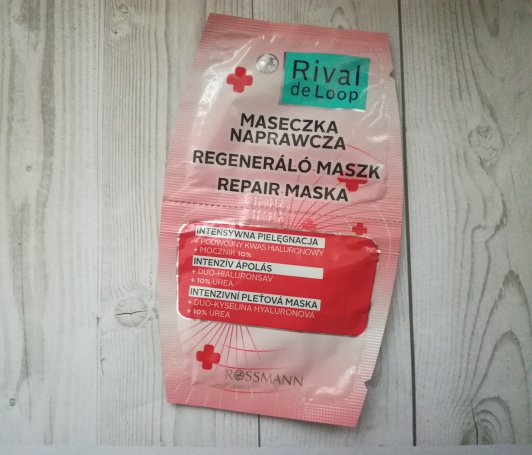 Rival
de Loop
MASECZKA
NAPRAWCZA
REGENERÁLÓ MASZK
REPAIR MASKA
INTENSYWNA PIELĘGNACJA
+ PODWÓJNY KWAS HIALURONOWY
+ MOCZNIK 10%
INTENZÍV ÁPOLÁS
+ DUO-HIALURONSAV
+ 10% UREA
INTENZIVNÍ PLEŤOVÁ MASKA
+ DUO-KYSELINA HYALURONOVÁ
+ 10% UREA
ROSSMANN